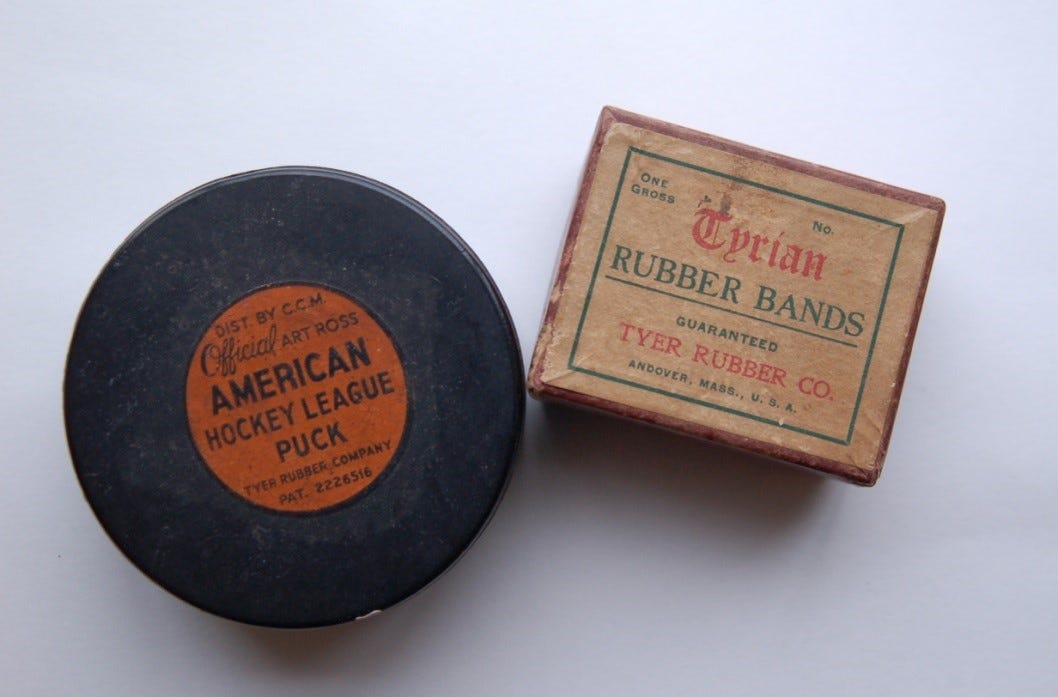 DIST. BY C.C.M.
Official ART ROSS
AMERICAN
HOCKEY LEAGUE
PUCK
TYER RUBBER COMPANY
PAT. 2226516
ONE
GROSS
No.
Tyrian
RUBBER BANDS
GUARANTEED
TYER RUBBER CO.
ANDOVER, MASS., U. S. A.